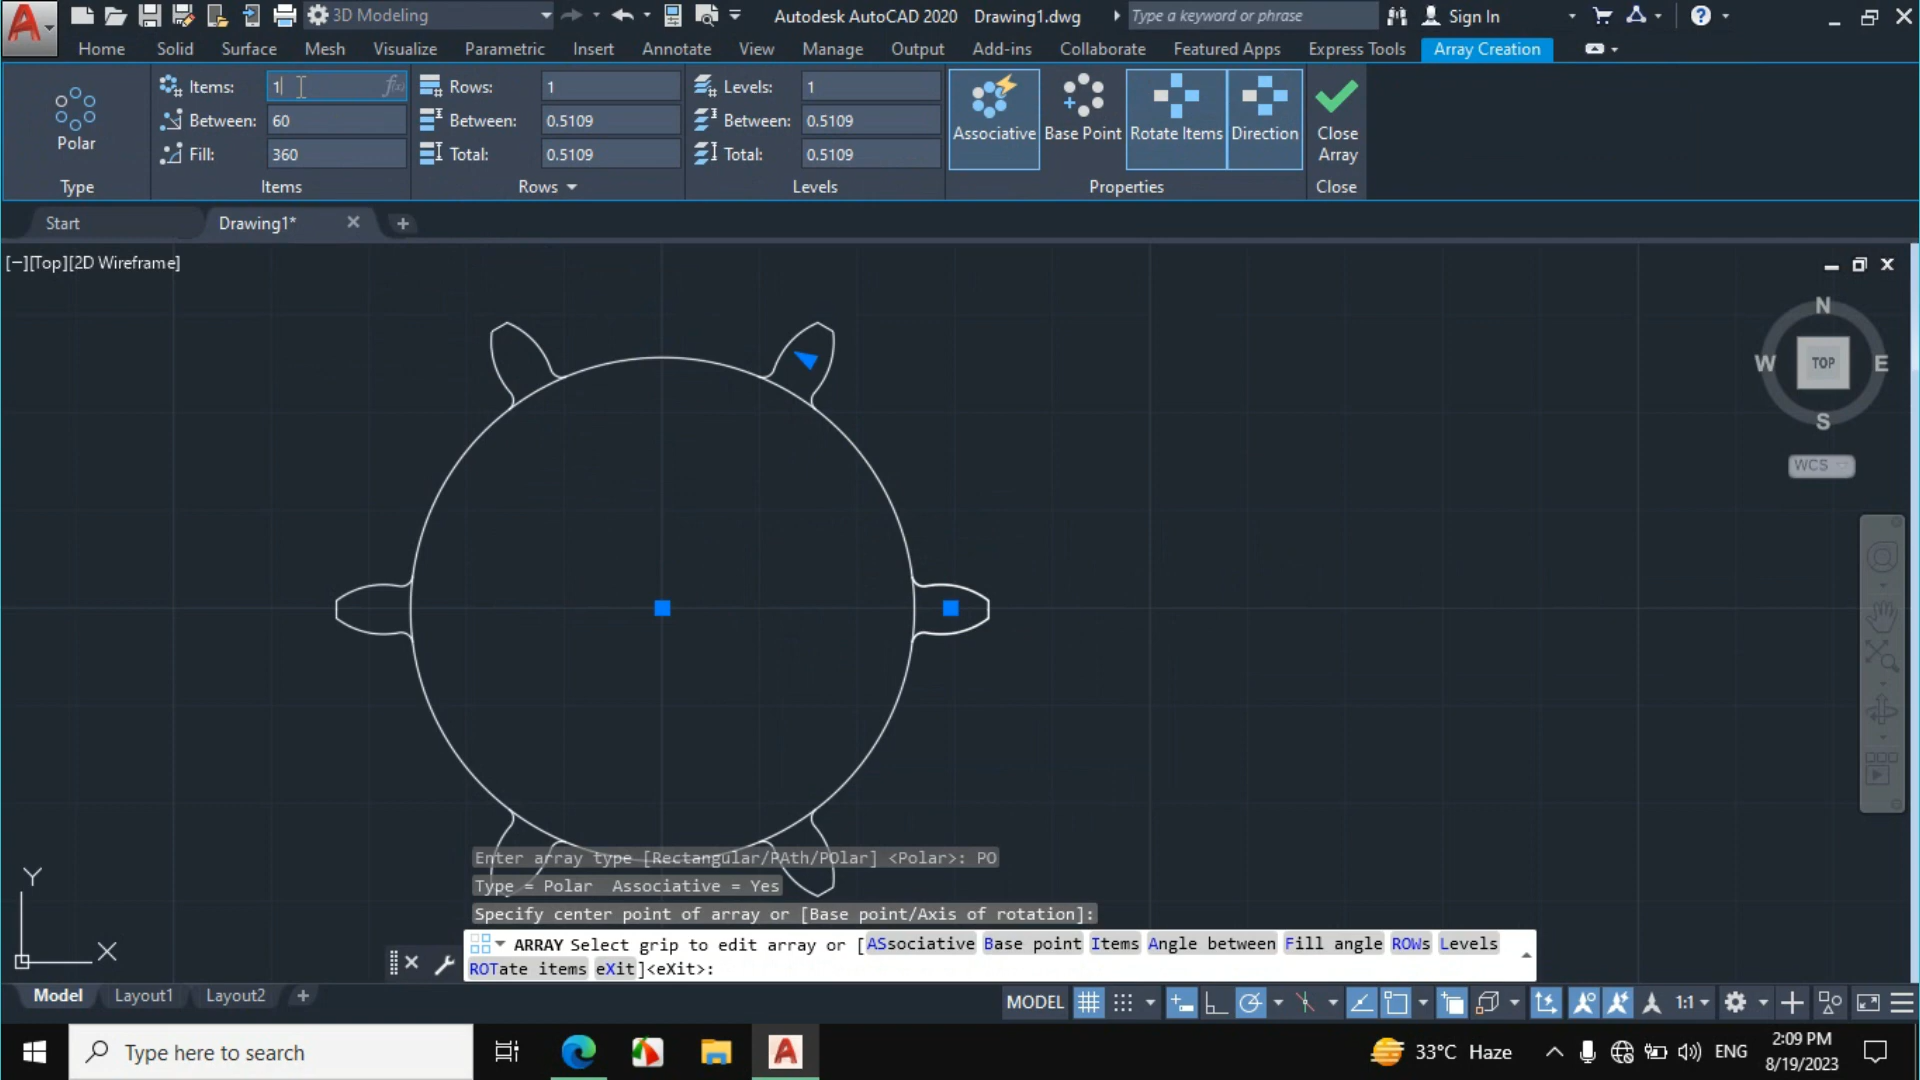 3D Modeling Autodesk AutoCAD 2020 Drawing1.dwg Type a keyword or phrase Sign In
Home Solid Surface Mesh Visualize Parametric Insert Annotate View Manage Output Add-ins Collaborate Featured Apps Express Tools Array Creation
Items: 1 Rows: 1 Levels: 1
Between: 60 Between: 0.5109 Between: 0.5109
Polar Associative Base Point Rotate Items Direction Close Array
Fill: 360 Total: 0.5109 Total: 0.5109
Type Items Rows Levels Properties Close
Start Drawing1*
[−][Top][2D Wireframe]
N
W TOP E
S
WCS
Enter array type [Rectangular/PAth/POlar] <Polar>: PO
Y
Type = Polar Associative = Yes
Specify center point of array or [Base point/Axis of rotation]:
X
ARRAY Select grip to edit array or [ASsociative Base point Items Angle between Fill angle ROWs Levels
ROTate items eXit]<eXit>:
Model Layout1 Layout2 MODEL 1:1
Type here to search 33°C Haze ENG 2:09 PM
8/19/2023